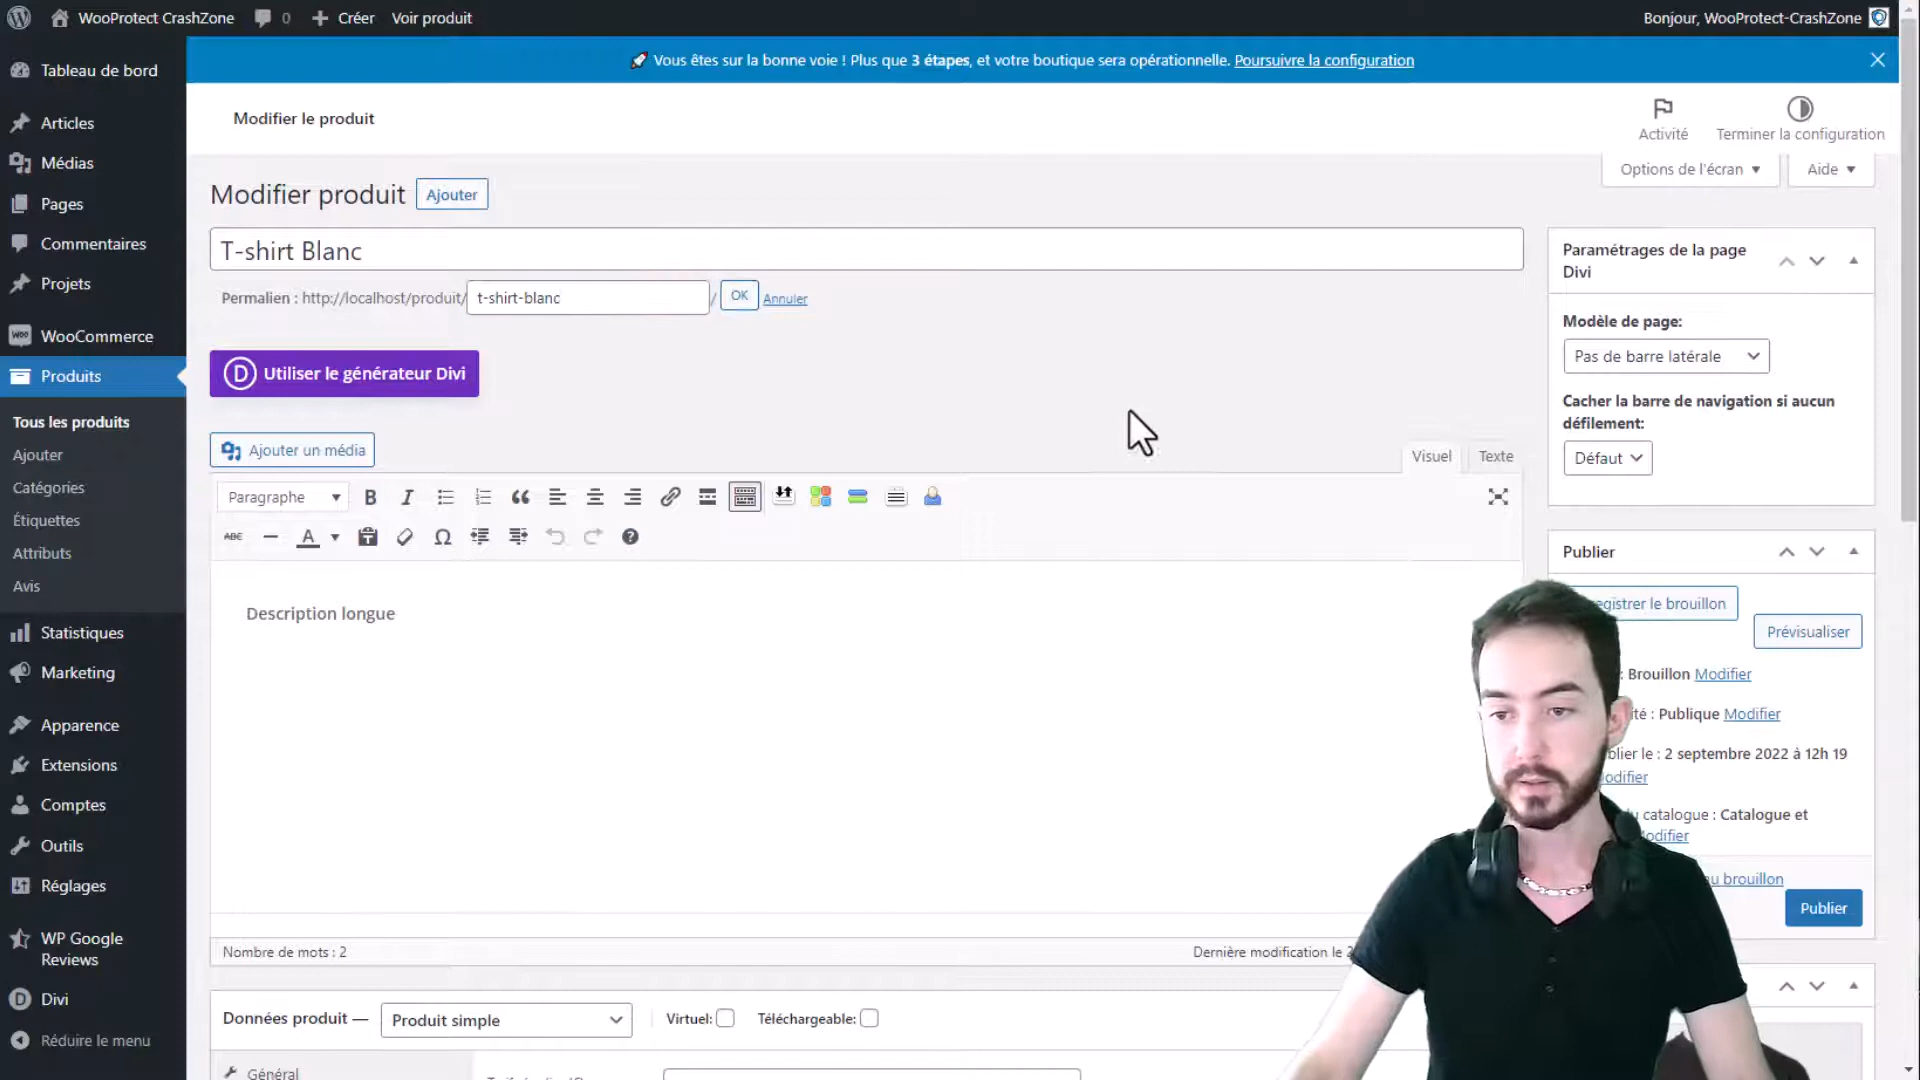 WooProtect CrashZone 0 Créer Voir produit Bonjour, WooProtect-CrashZone
Vous êtes sur la bonne voie ! Plus que 3 étapes, et votre boutique sera opérationnelle. Poursuivre la configuration
Tableau de bord
Articles
Médias
Pages
Commentaires
Projets
WooCommerce
Produits
Tous les produits
Ajouter
Catégories
Étiquettes
Attributs
Avis
Statistiques
Marketing
Apparence
Extensions
Comptes
Outils
Réglages
WP Google
Reviews
Divi
Réduire le menu
Modifier le produit
Activité
Terminer la configuration
Options de l'écran
Aide
Modifier produit Ajouter
T-shirt Blanc
Permalien : http://localhost/produit/ t-shirt-blanc / OK Annuler
D Utiliser le générateur Divi
Ajouter un média
Visuel Texte
Paragraphe
Description longue
Nombre de mots : 2
Dernière modification le
Données produit — Produit simple Virtuel: Téléchargeable:
Général
Paramétrages de la page
Divi
Modèle de page:
Pas de barre latérale
Cacher la barre de navigation si aucun
défilement:
Défaut
Publier
le brouillon
Prévisualiser
: Brouillon Modifier
: Publique Modifier
le : 2 septembre 2022 à 12h 19
catalogue : Catalogue et
brouillon
Publier